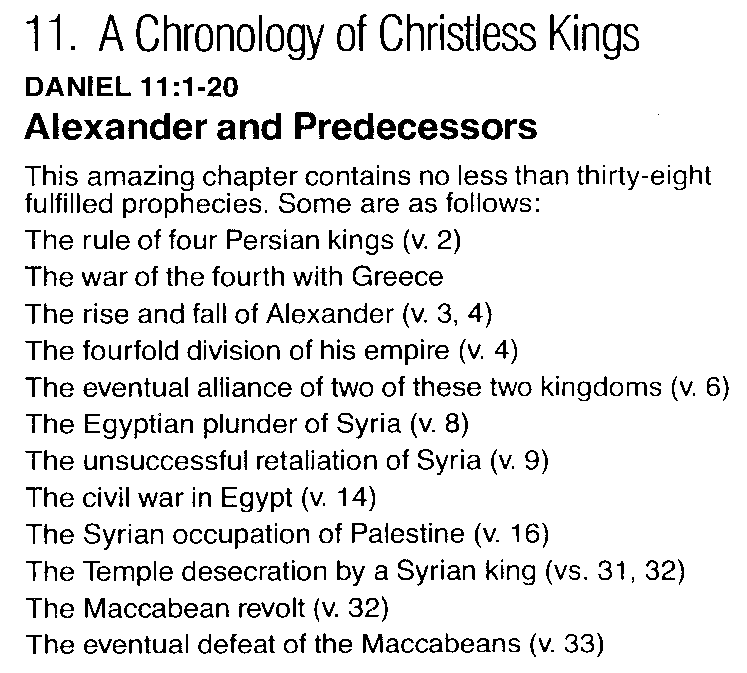 11. A Chronology of Christless Kings
DANIEL 11:1-20
Alexander and Predecessors
This amazing chapter contains no less than thirty-eight
fulfilled prophecies. Some are as follows:
The rule of four Persian kings (v. 2)
The war of the fourth with Greece
The rise and fall of Alexander (v. 3, 4)
The fourfold division of his empire (v. 4)
The eventual alliance of two of these two kingdoms (v. 6)
The Egyptian plunder of Syria (v. 8)
The unsuccessful retaliation of Syria (v. 9)
The civil war in Egypt (v. 14)
The Syrian occupation of Palestine (v. 16)
The Temple desecration by a Syrian king (vs. 31, 32)
The Maccabean revolt (v. 32)
The eventual defeat of the Maccabeans (v. 33)